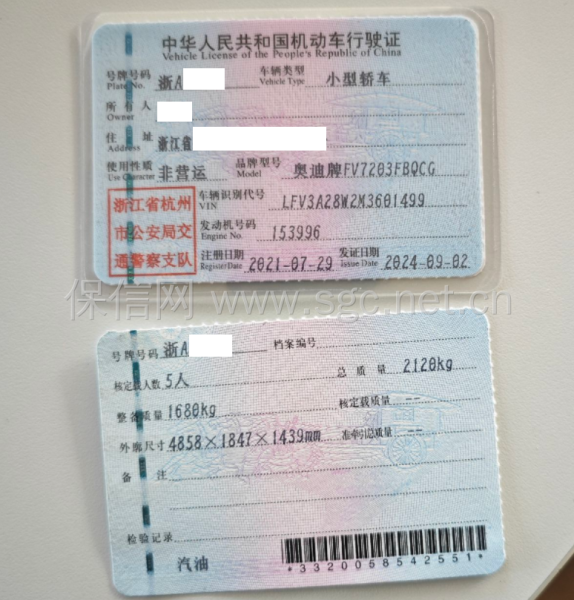 中华人民共和国机动车行驶证
Vehicle License of the People's Republic of China
号牌号码 浙A 车辆类型 小型轿车
Plate No. Vehicle Type
所有人
Owner
住址 浙江省
Address
使用性质 非营运 品牌型号 奥迪牌FV7203FBQCG
Use Character Model
浙江省杭州
市公安局交
通警察支队
车辆识别代号 LFV3A28W2M3601499
VIN
发动机号码 153996
Engine No.
注册日期 2021-07-29 发证日期 2024-09-02
Register Date Issue Date
保信网 www.sgc.net.cn
号牌号码 浙A 档案编号
核定载人数 5人 总质量 2120kg
整备质量 1680kg 核定载质量 --
外廓尺寸 4858×1847×1439mm 准牵引总质量 --
备注
检验记录
汽油
*3320058542551*